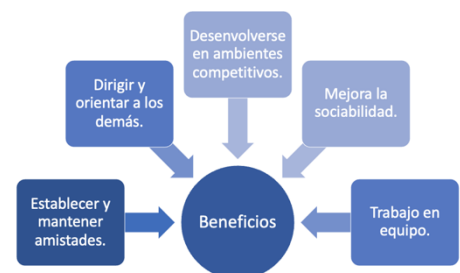 Desenvolverse
en ambientes
competitivos.
Dirigir y
orientar a los
demás.
Mejora la
sociabilidad.
Establecer y
mantener
amistades.
Beneficios
Trabajo en
equipo.